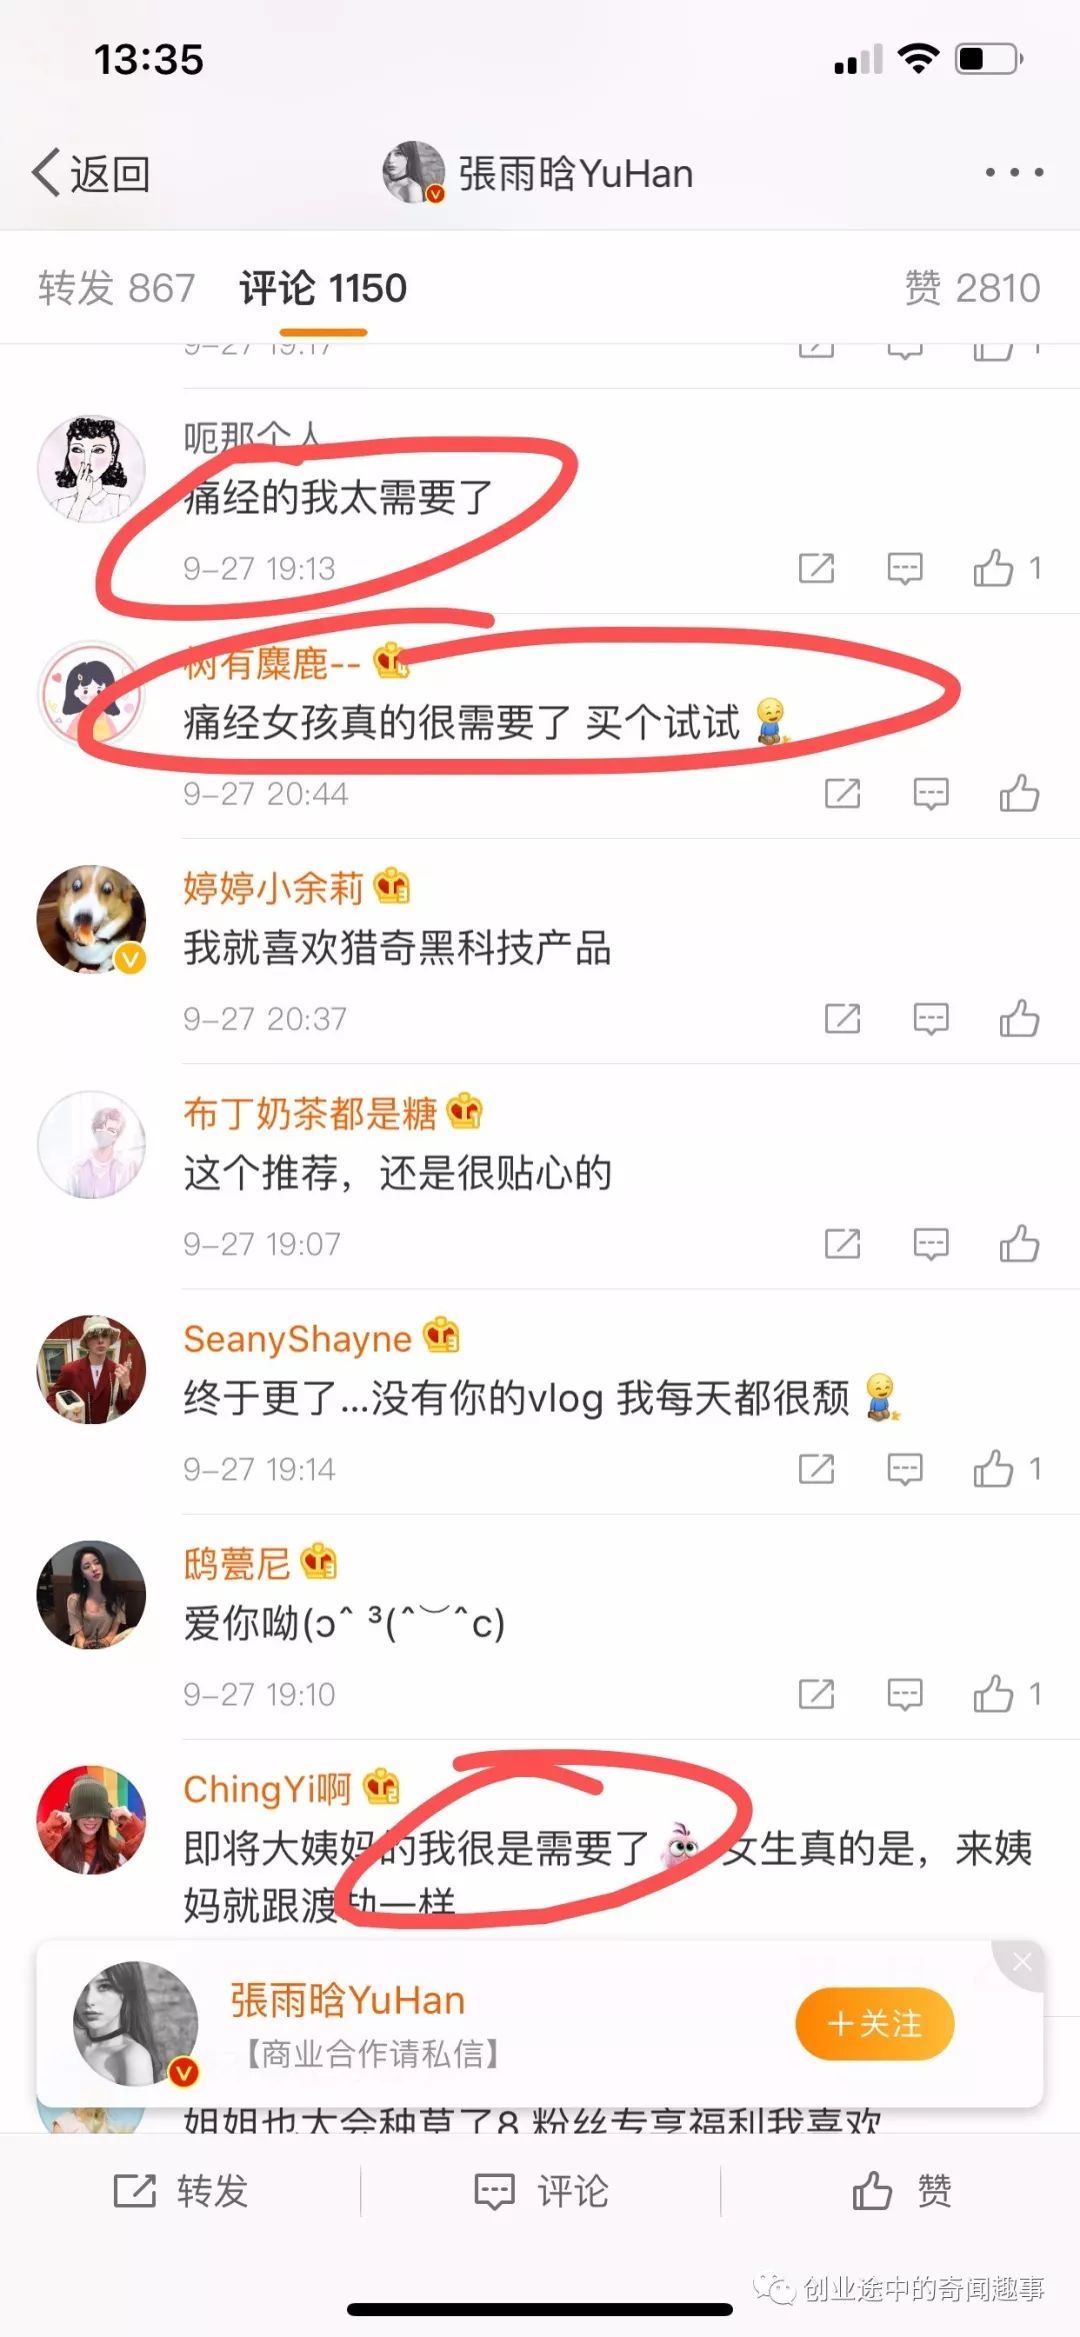 13:35
返回
張雨晗YuHan
转发 867
评论 1150
赞 2810
9-27 19:17
1
呃那个人
痛经的我太需要了
9-27 19:13
1
树有麋鹿--
痛经女孩真的很需要了 买个试试
9-27 20:44
婷婷小余莉
我就喜欢猎奇黑科技产品
9-27 20:37
布丁奶茶都是糖
这个推荐，还是很贴心的
9-27 19:07
SeanyShayne
终于更了...没有你的vlog 我每天都很颓
9-27 19:14
1
鸱甍尼
爱你呦(ɔˆ ³(ˆ‿ˆc)
9-27 19:10
1
ChingYi啊
即将大姨妈的我很是需要了 女生真的是，来姨
妈就跟渡劫一样
張雨晗YuHan
【商业合作请私信】
+关注
姐姐也太会种草了8 粉丝专享福利我喜欢
转发
评论
赞
创业途中的奇闻趣事